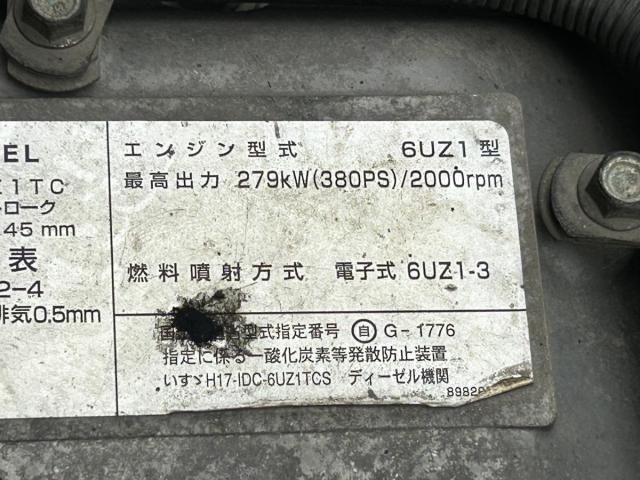 EL
エンジン型式 6UZ1型
Z1TC
最高出力 279kW(380PS)/2000rpm
ローク
145 mm
表
燃料噴射方式 電子式 6UZ1-3
2-4
排気0.5mm
型式指定番号 ㊀ G-1776
指定に係る一酸化炭素等発散防止装置
いすゞH17-IDC-6UZ1TCS ディーゼル機関
8982